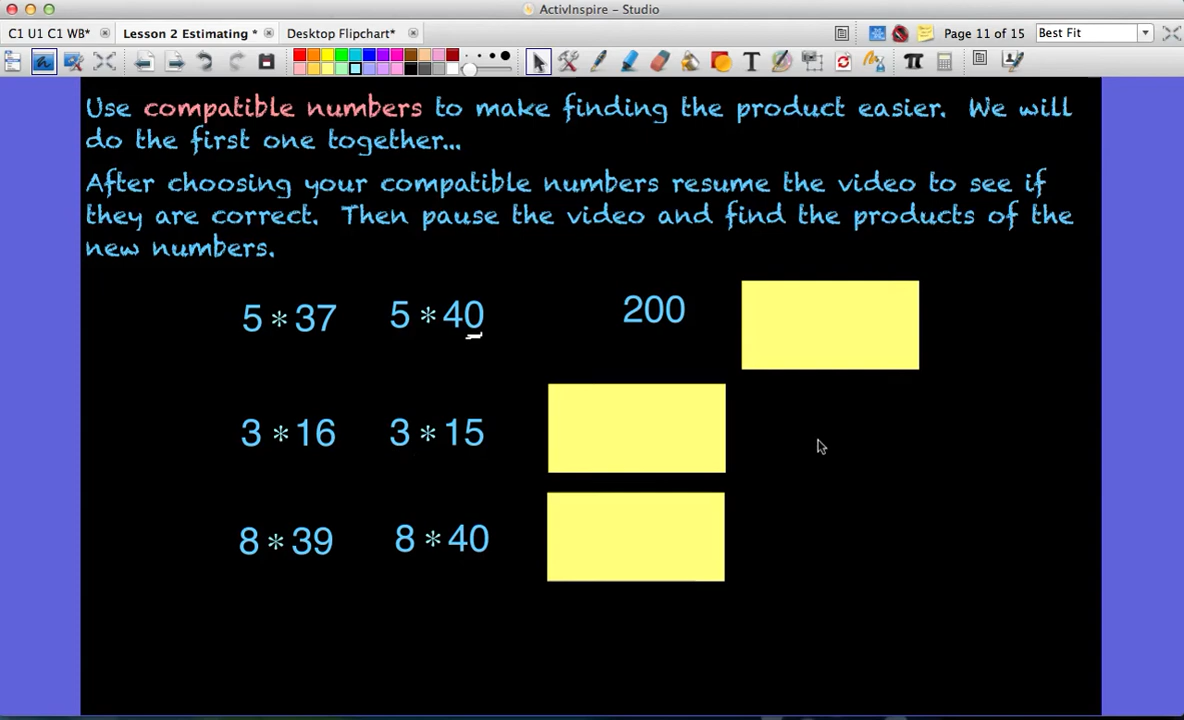 ActivInspire – Studio
C1 U1 C1 WB*
Lesson 2 Estimating *
Desktop Flipchart*
Page 11 of 15
Best Fit
Use compatible numbers to make finding the product easier. We will
do the first one together...
After choosing your compatible numbers resume the video to see if
they are correct. Then pause the video and find the products of the
new numbers.
5 * 37 5 * 40 200
3 * 16 3 * 15
8 * 39 8 * 40